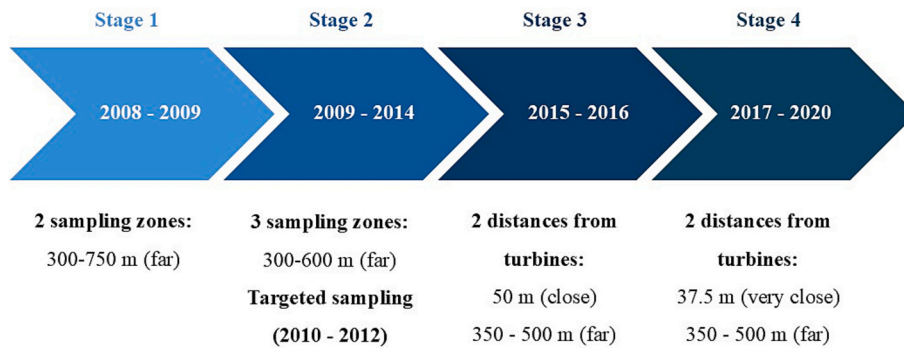 Stage 1
Stage 2
Stage 3
Stage 4
2008 - 2009
2009 - 2014
2015 - 2016
2017 - 2020
2 sampling zones:
300-750 m (far)
3 sampling zones:
300-600 m (far)
Targeted sampling
(2010 - 2012)
2 distances from
turbines:
50 m (close)
350 - 500 m (far)
2 distances from
turbines:
37.5 m (very close)
350 - 500 m (far)